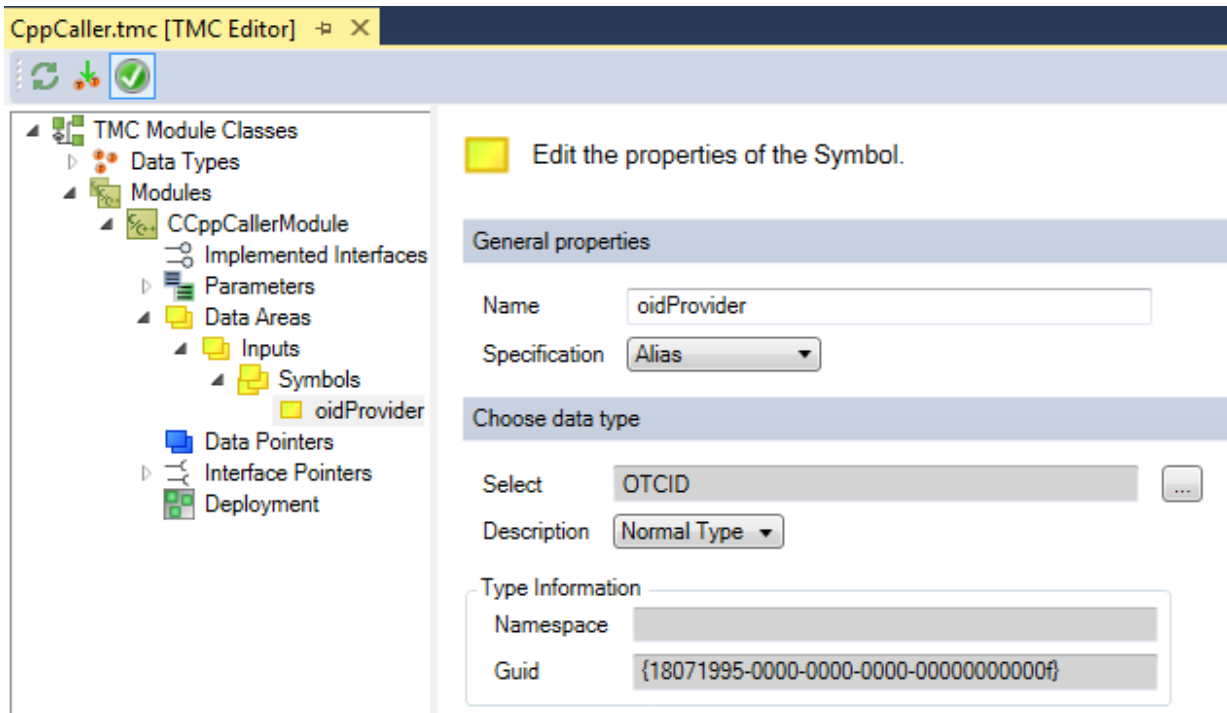 CppCaller.tmc [TMC Editor]
TMC Module Classes
Data Types
Modules
CCppCallerModule
Implemented Interfaces
Parameters
Data Areas
Inputs
Symbols
oidProvider
Data Pointers
Interface Pointers
Deployment
Edit the properties of the Symbol.
General properties
Name oidProvider
Specification Alias
Choose data type
Select OTCID ...
Description Normal Type
Type Information
Namespace
Guid {18071995-0000-0000-0000-00000000000f}